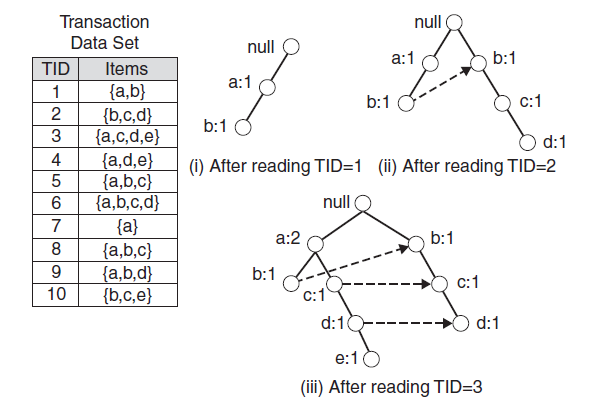 Transaction
Data Set
TID Items
1 {a,b}
2 {b,c,d}
3 {a,c,d,e}
4 {a,d,e}
5 {a,b,c}
6 {a,b,c,d}
7 {a}
8 {a,b,c}
9 {a,b,d}
10 {b,c,e}
null
a:1
b:1
(i) After reading TID=1
null
a:1 b:1
b:1 c:1
d:1
(ii) After reading TID=2
null
a:2 b:1
b:1 c:1 c:1
d:1 d:1
e:1
(iii) After reading TID=3